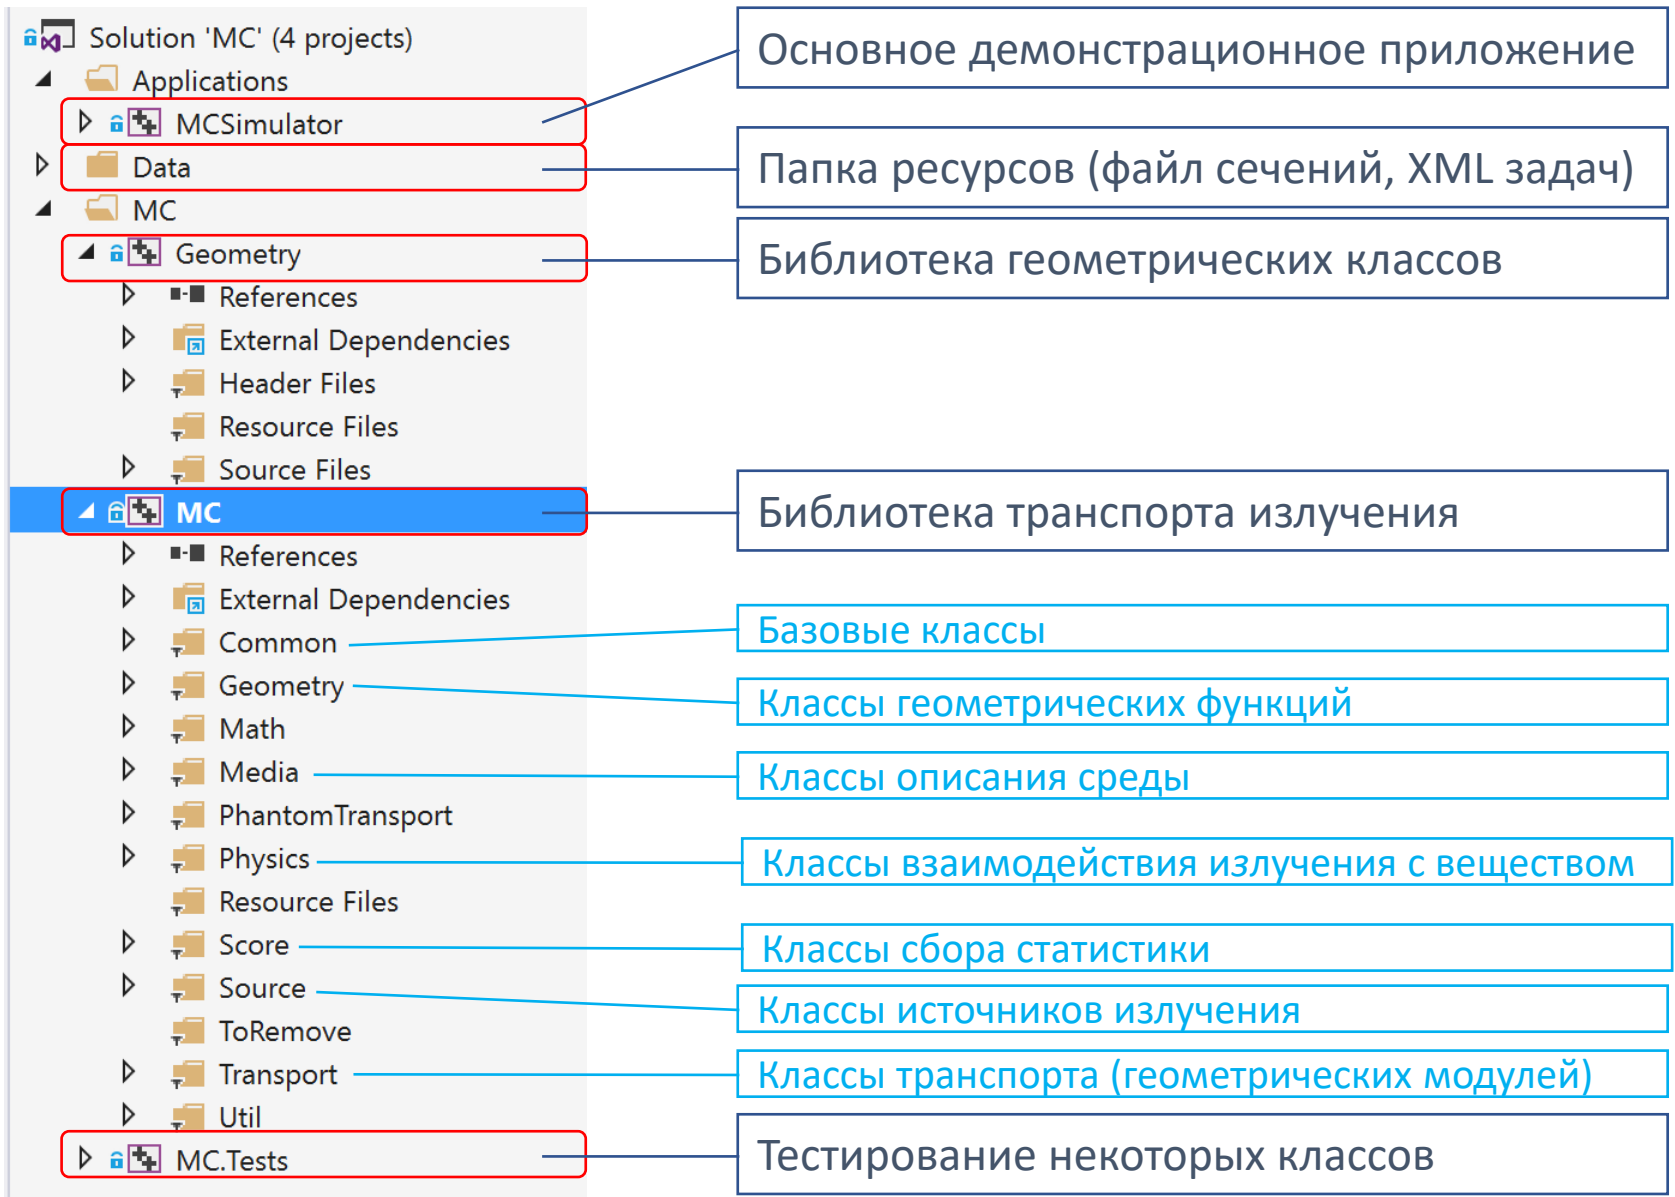 Solution 'MC' (4 projects)
Applications
MCSimulator
Data
MC
Geometry
References
External Dependencies
Header Files
Resource Files
Source Files
MC
References
External Dependencies
Common
Geometry
Math
Media
PhantomTransport
Physics
Resource Files
Score
Source
ToRemove
Transport
Util
MC.Tests
Основное демонстрационное приложение
Папка ресурсов (файл сечений, XML задач)
Библиотека геометрических классов
Библиотека транспорта излучения
Базовые классы
Классы геометрических функций
Классы описания среды
Классы взаимодействия излучения с веществом
Классы сбора статистики
Классы источников излучения
Классы транспорта (геометрических модулей)
Тестирование некоторых классов